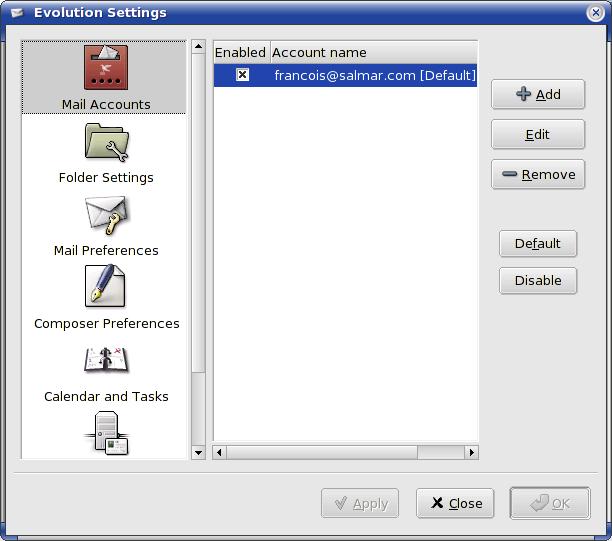 Evolution Settings
Mail Accounts
Folder Settings
Mail Preferences
Composer Preferences
Calendar and Tasks
Enabled Account name
francois@salmar.com [Default]
Add
Edit
Remove
Default
Disable
Apply
Close
OK